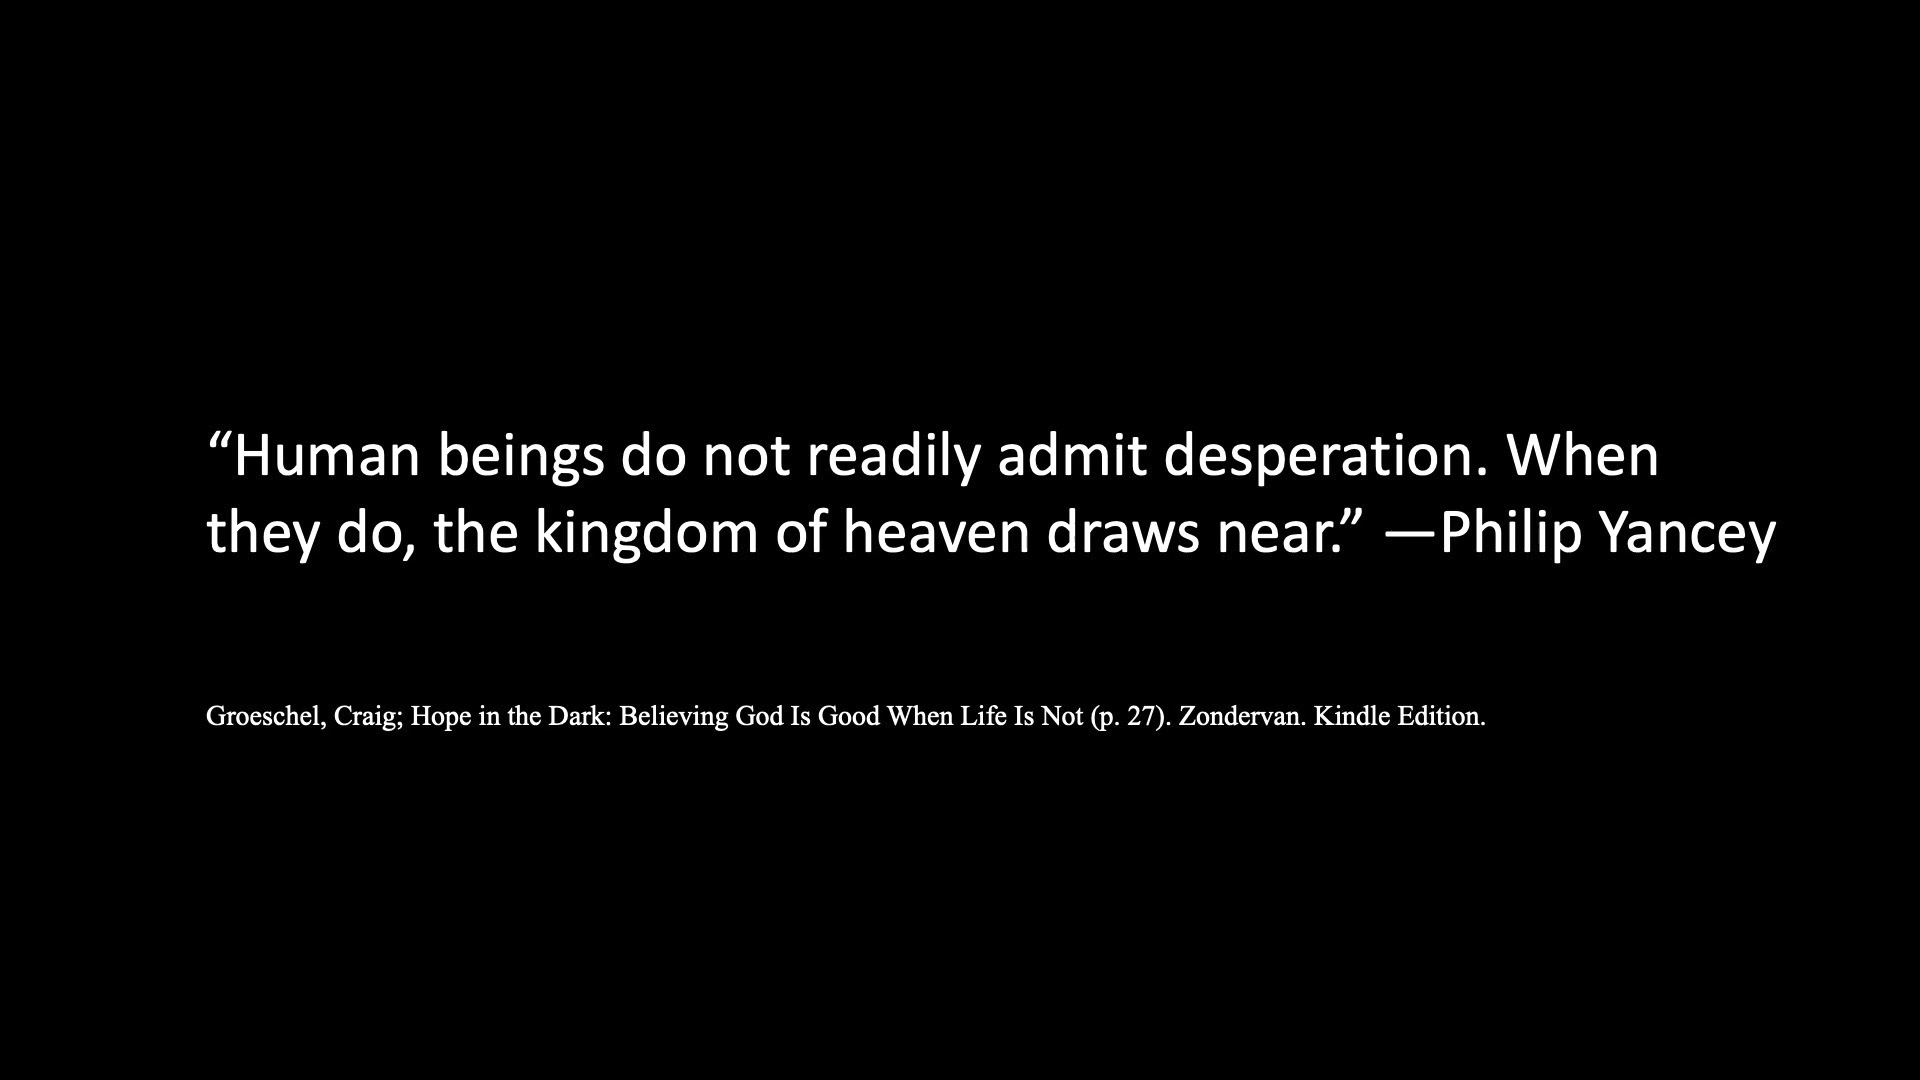 “Human beings do not readily admit desperation. When
they do, the kingdom of heaven draws near.” —Philip Yancey
Groeschel, Craig; Hope in the Dark: Believing God Is Good When Life Is Not (p. 27). Zondervan. Kindle Edition.